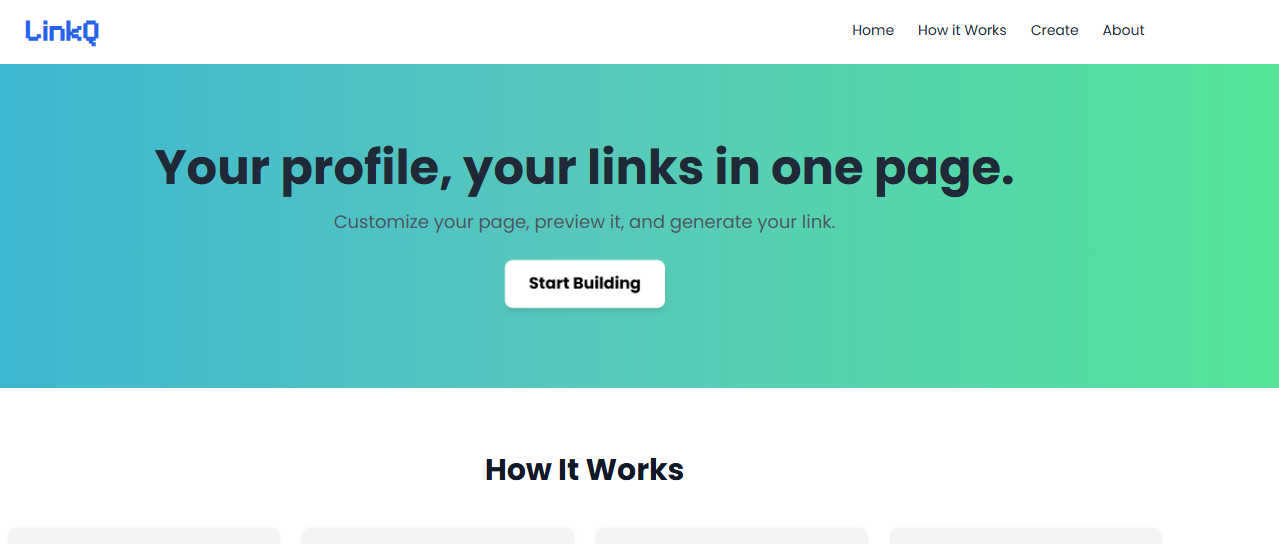 LinkQ
Home How it Works Create About
Your profile, your links in one page.
Customize your page, preview it, and generate your link.
Start Building
How It Works